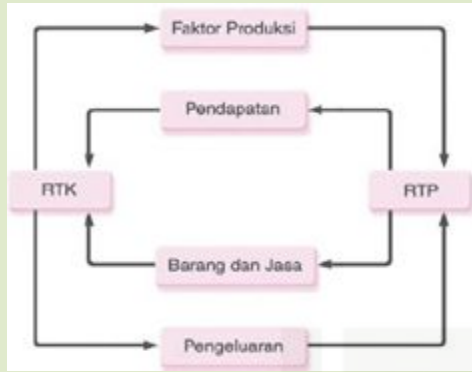 Faktor Produksi
Pendapatan
RTK
RTP
Barang dan Jasa
Pengeluaran